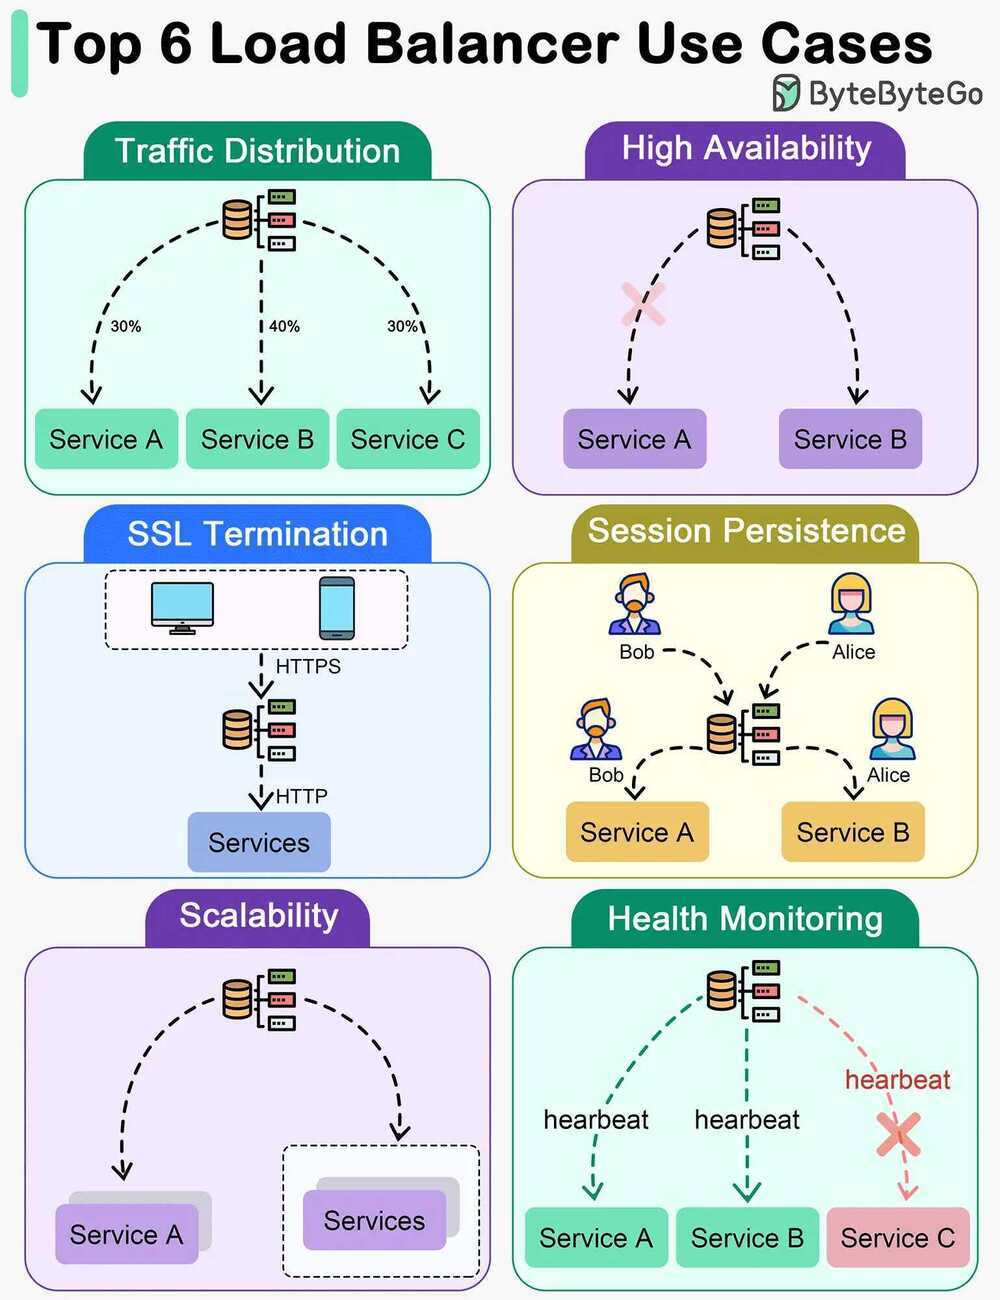 Top 6 Load Balancer Use Cases
ByteByteGo
Traffic Distribution
30%
40%
30%
Service A
Service B
Service C
High Availability
Service A
Service B
SSL Termination
HTTPS
HTTP
Services
Session Persistence
Bob
Alice
Bob
Alice
Service A
Service B
Scalability
Service A
Services
Health Monitoring
hearbeat
hearbeat
hearbeat
Service A
Service B
Service C